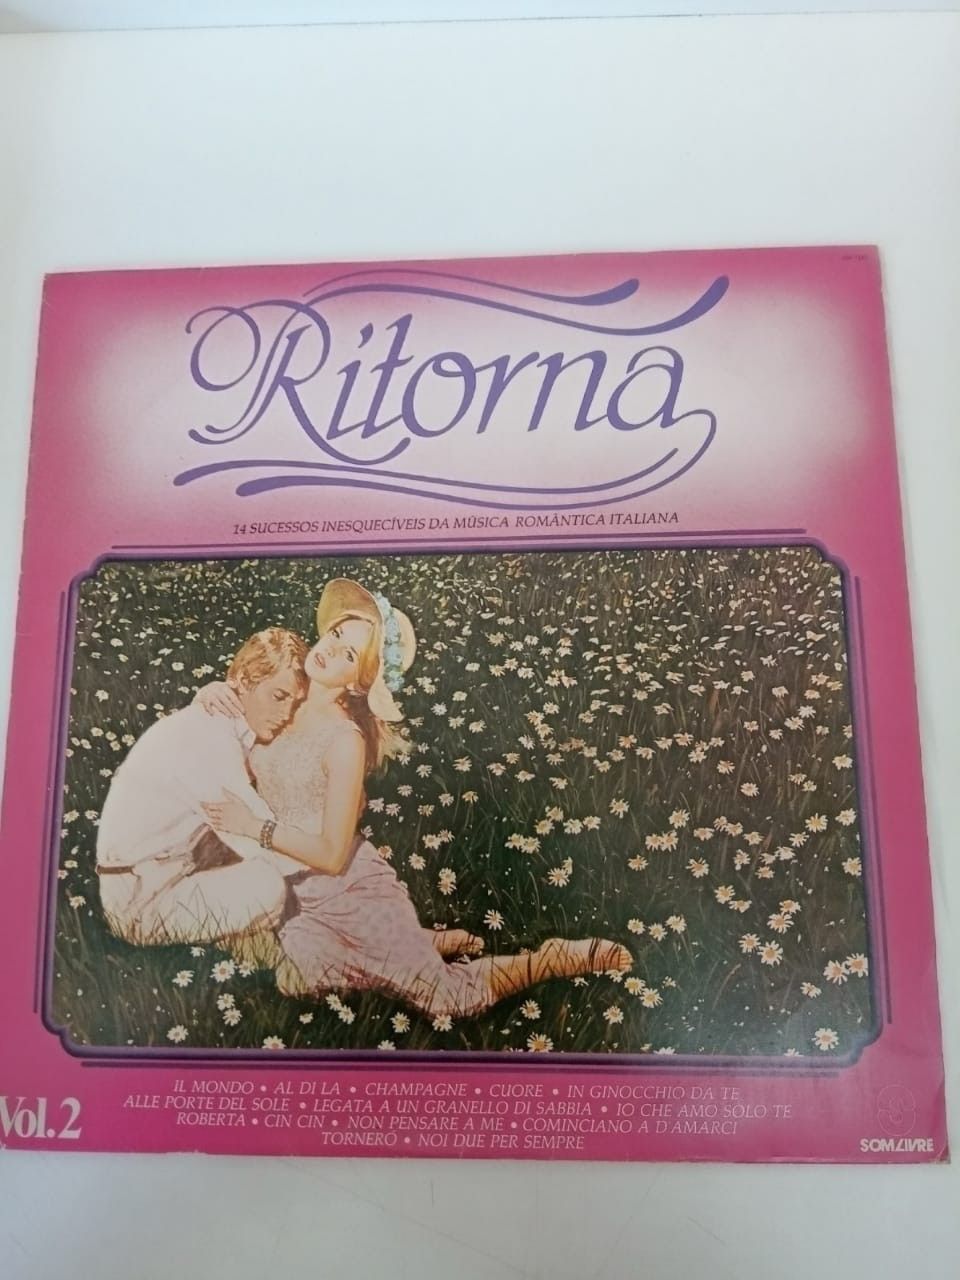 Ritorna
14 SUCESSOS INESQUECÍVEIS DA MÚSICA ROMÂNTICA ITALIANA
IL MONDO • AL DI LA • CHAMPAGNE • CUORE • IN GINOCCHIO DA TE
ALLE PORTE DEL SOLE • LEGATA A UN GRANELLO DI SABBIA • IO CHE AMO SOLO TE
ROBERTA • CIN CIN • NON PENSARE A ME • COMINCIANO A D'AMARCI
TORNERÓ • NOI DUE PER SEMPRE
Vol.2
SOM LIVRE